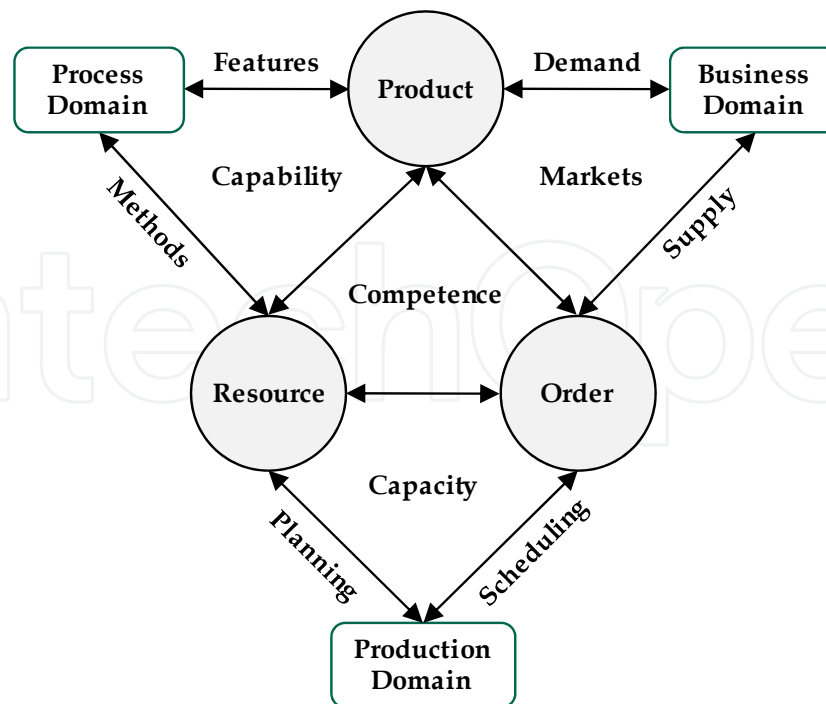 Features
Demand
Process
Domain
Product
Business
Domain
Capability
Markets
Methods
Supply
Competence
Resource
Order
Capacity
Planning
Scheduling
Production
Domain
ntechOpe